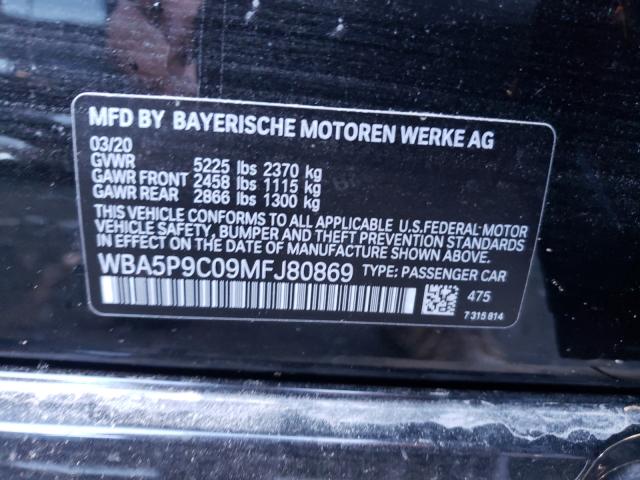 MFD BY BAYERISCHE MOTOREN WERKE AG
03/20
GVWR 5225 lbs 2370 kg
GAWR FRONT 2458 lbs 1115 kg
GAWR REAR 2866 lbs 1300 kg
THIS VEHICLE CONFORMS TO ALL APPLICABLE U.S.FEDERAL-MOTOR
VEHICLE SAFETY, BUMPER AND THEFT PREVENTION STANDARDS
IN EFFECT ON THE DATE OF MANUFACTURE SHOWN ABOVE.
WBA5P9C09MFJ80869 TYPE: PASSENGER CAR
475
7 315 814